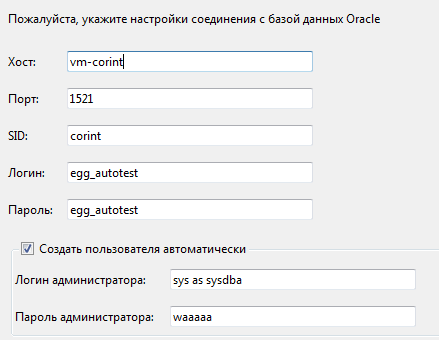 Пожалуйста, укажите настройки соединения с базой данных Oracle
Хост: vm-corint
Порт: 1521
SID: corint
Логин: egg_autotest
Пароль: egg_autotest
Создать пользователя автоматически
Логин администратора: sys as sysdba
Пароль администратора: waaaaa